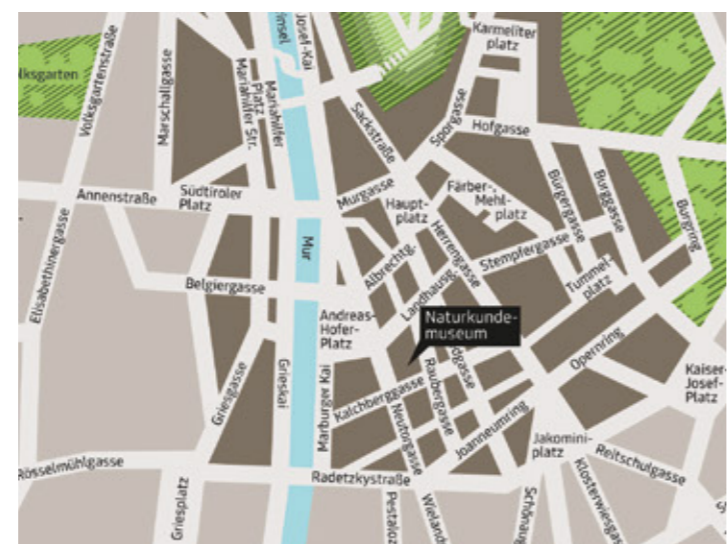 Volksgartenstraße
Marschallgasse
Mariahilfer Str.
Mariahilfer
Platz
Josef-Kai
Karmeliter
platz
Sackstraße
Sporgasse
Hofgasse
Annenstraße
Südtiroler
Platz
Murgasse
Haupt-
platz
Färber-
Mehl-
platz
Bürgergasse
Burggasse
Burgring
Herrengasse
Stempfergasse
Mur
Albrechtg.
Landhausg.
Tummel-
platz
Elisabethinergasse
Belgiergasse
Andreas-
Hofer-
Platz
Naturkunde-
museum
Opernring
Kaiser-
Josef-
Platz
Griesgasse
Grieskai
Marburger Kai
Kalchberggasse
Raubergasse
Neutorgasse
Joanneumring
Jakomini-
platz
Reitschulgasse
Rösselmühlgasse
Radetzkystraße
Griesplatz
Klosterwiesgas